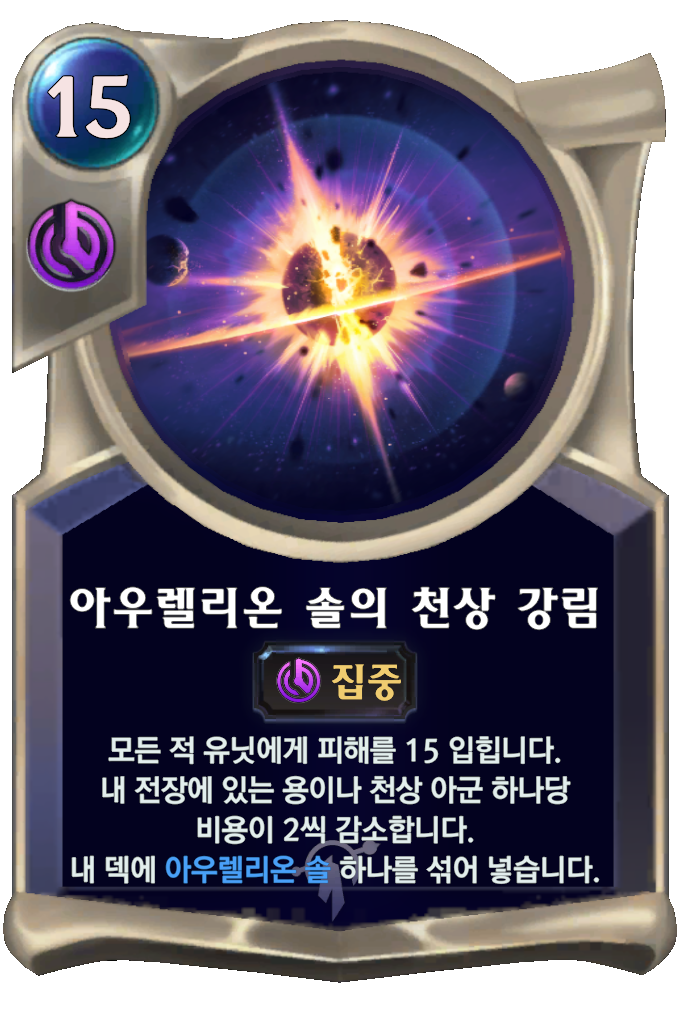 15
아우렐리온 솔의 천상 강림
집중
모든 적 유닛에게 피해를 15 입힙니다.
내 전장에 있는 용이나 천상 아군 하나당
비용이 2씩 감소합니다.
내 덱에 아우렐리온 솔 하나를 섞어 넣습니다.